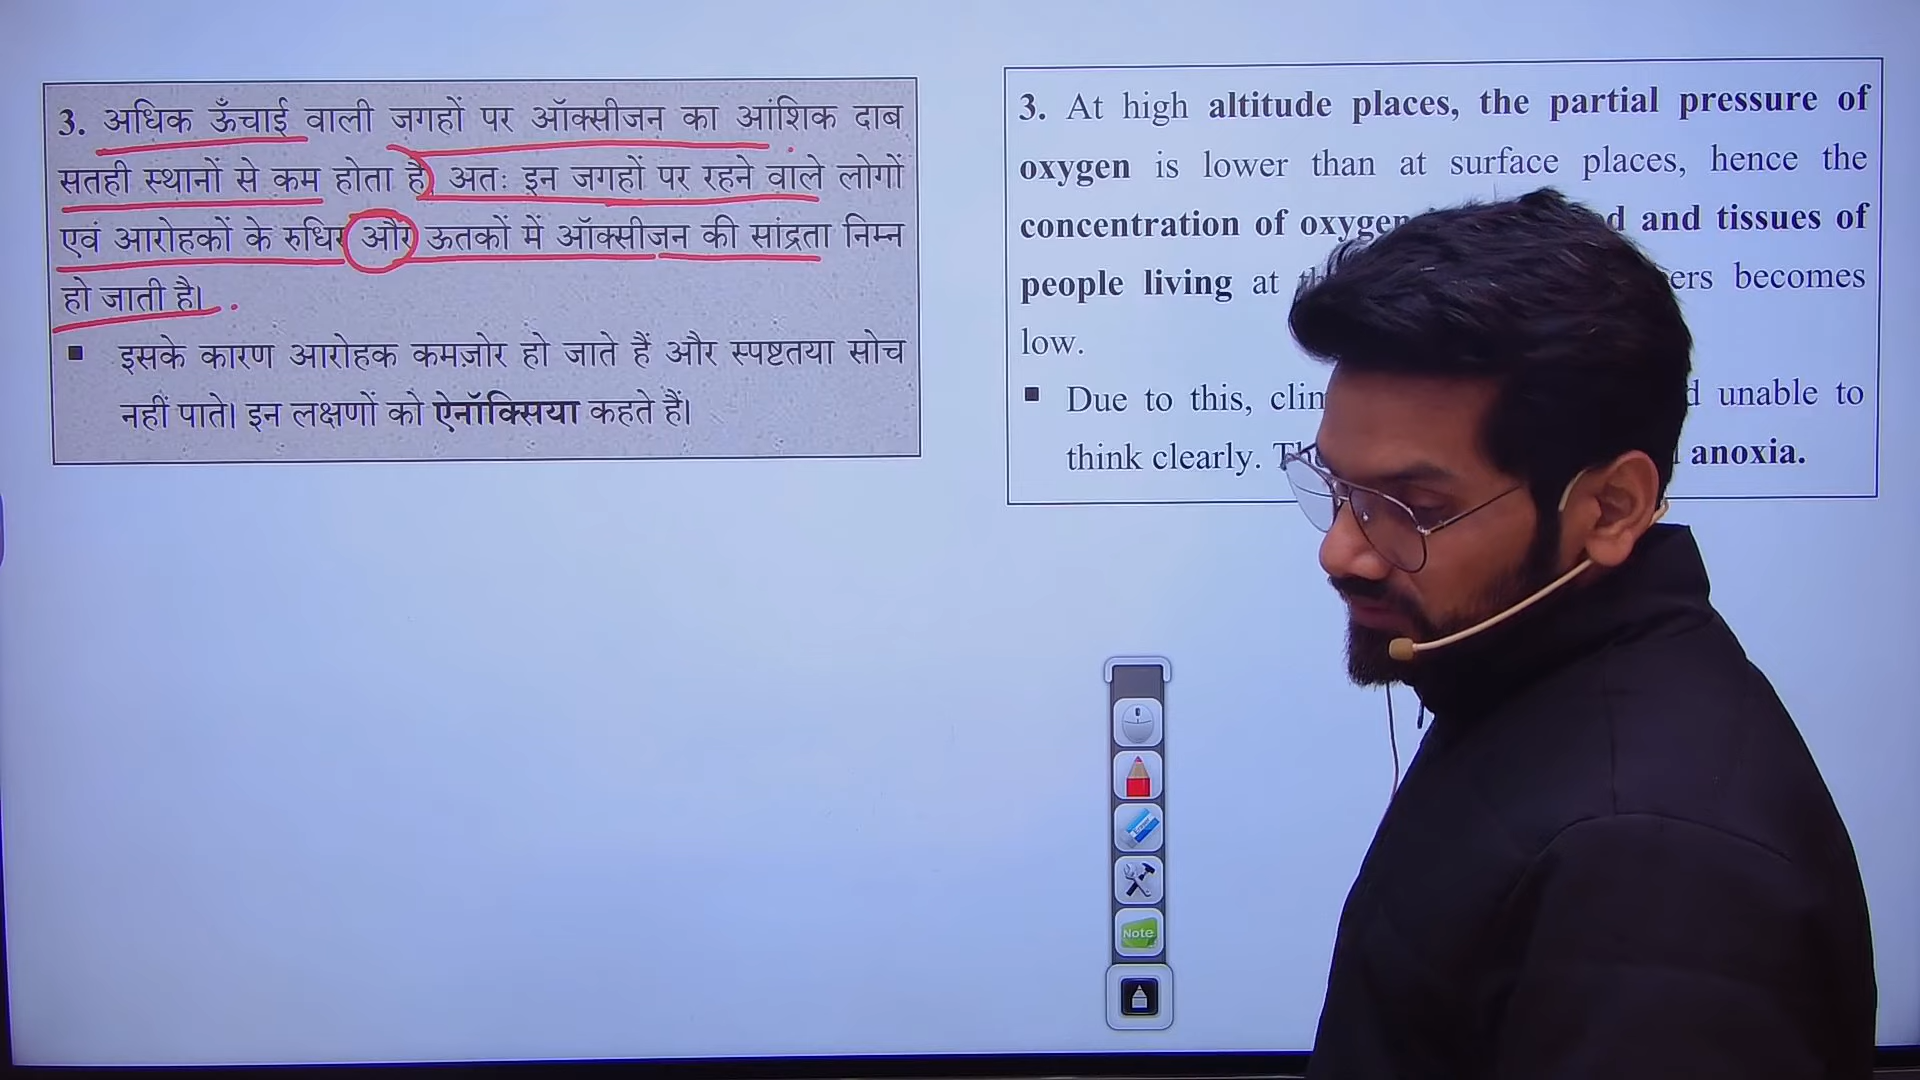 3. अधिक ऊँचाई वाली जगहों पर ऑक्सीजन का आंशिक दाब
सतही स्थानों से कम होता है, अतः इन जगहों पर रहने वाले लोगों
एवं आरोहकों के रुधिर और ऊतकों में ऑक्सीजन की सांद्रता निम्न
हो जाती है।
▪ इसके कारण आरोहक कमज़ोर हो जाते हैं और स्पष्टतया सोच
नहीं पाते। इन लक्षणों को ऐनॉक्सिया कहते हैं।
3. At high altitude places, the partial pressure of
oxygen is lower than at surface places, hence the
concentration of oxygen and tissues of
people living at becomes
low.
▪ Due to this, unable to
think clearly. anoxia.
Eraser
Note